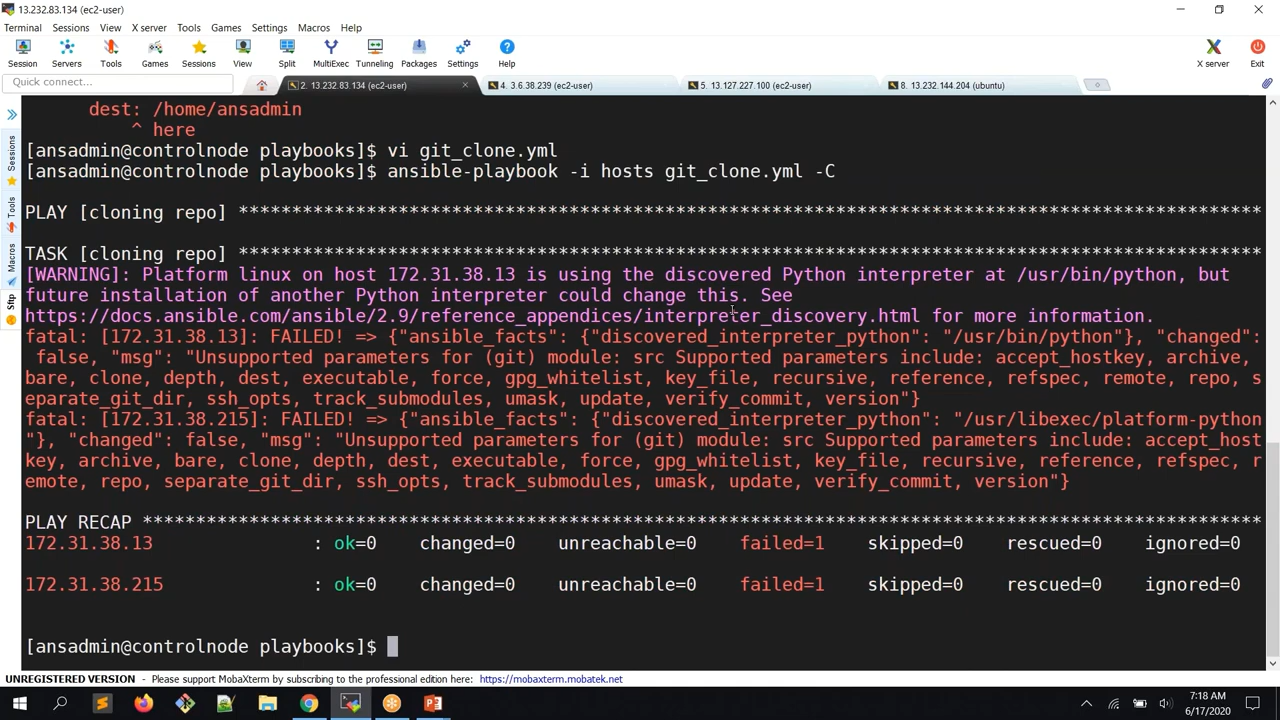 13.232.83.134 (ec2-user)
Terminal Sessions View X server Tools Games Settings Macros Help
Session Servers Tools Games Sessions View Split MultiExec Tunneling Packages Settings Help X server Exit
Quick connect...
2. 13.232.83.134 (ec2-user)
4. 3.6.38.239 (ec2-user)
5. 13.127.227.100 (ec2-user)
8. 13.232.144.204 (ubuntu)
Sessions
Tools
Macros
Sftp
dest: /home/ansadmin
^ here
[ansadmin@controlnode playbooks]$ vi git_clone.yml
[ansadmin@controlnode playbooks]$ ansible-playbook -i hosts git_clone.yml -C
PLAY [cloning repo] ************************************************************************************************
TASK [cloning repo] ************************************************************************************************
[WARNING]: Platform linux on host 172.31.38.13 is using the discovered Python interpreter at /usr/bin/python, but
future installation of another Python interpreter could change this. See
https://docs.ansible.com/ansible/2.9/reference_appendices/interpreter_discovery.html for more information.
fatal: [172.31.38.13]: FAILED! => {"ansible_facts": {"discovered_interpreter_python": "/usr/bin/python"}, "changed":
false, "msg": "Unsupported parameters for (git) module: src Supported parameters include: accept_hostkey, archive,
bare, clone, depth, dest, executable, force, gpg_whitelist, key_file, recursive, reference, refspec, remote, repo, s
eparate_git_dir, ssh_opts, track_submodules, umask, update, verify_commit, version"}
fatal: [172.31.38.215]: FAILED! => {"ansible_facts": {"discovered_interpreter_python": "/usr/libexec/platform-python
"}, "changed": false, "msg": "Unsupported parameters for (git) module: src Supported parameters include: accept_host
key, archive, bare, clone, depth, dest, executable, force, gpg_whitelist, key_file, recursive, reference, refspec, r
emote, repo, separate_git_dir, ssh_opts, track_submodules, umask, update, verify_commit, version"}
PLAY RECAP *********************************************************************************************************
172.31.38.13 : ok=0 changed=0 unreachable=0 failed=1 skipped=0 rescued=0 ignored=0
172.31.38.215 : ok=0 changed=0 unreachable=0 failed=1 skipped=0 rescued=0 ignored=0
[ansadmin@controlnode playbooks]$
UNREGISTERED VERSION - Please support MobaXterm by subscribing to the professional edition here: https://mobaxterm.mobatek.net
7:18 AM
6/17/2020